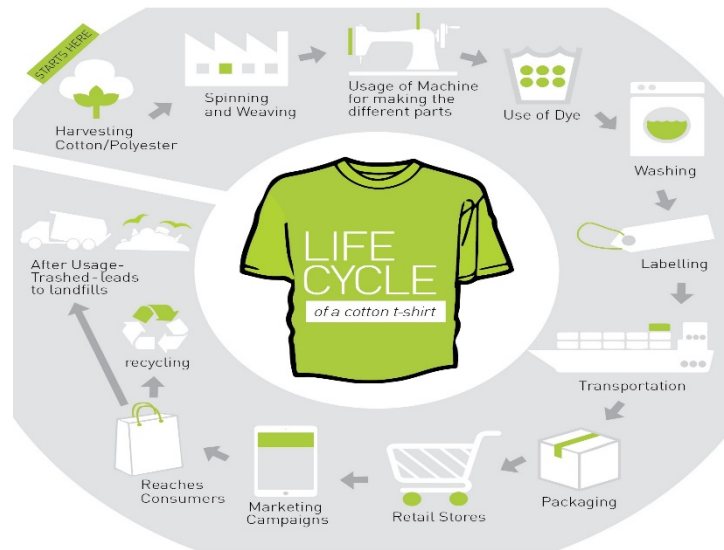 STARTS HERE
Harvesting
Cotton/Polyester
Spinning
and Weaving
Usage of Machine
for making the
different parts
Use of Dye
Washing
Labelling
Transportation
Packaging
Retail Stores
Marketing
Campaigns
Reaches
Consumers
recycling
After Usage-
Trashed-leads
to landfills
LIFE
CYCLE
of a cotton t-shirt